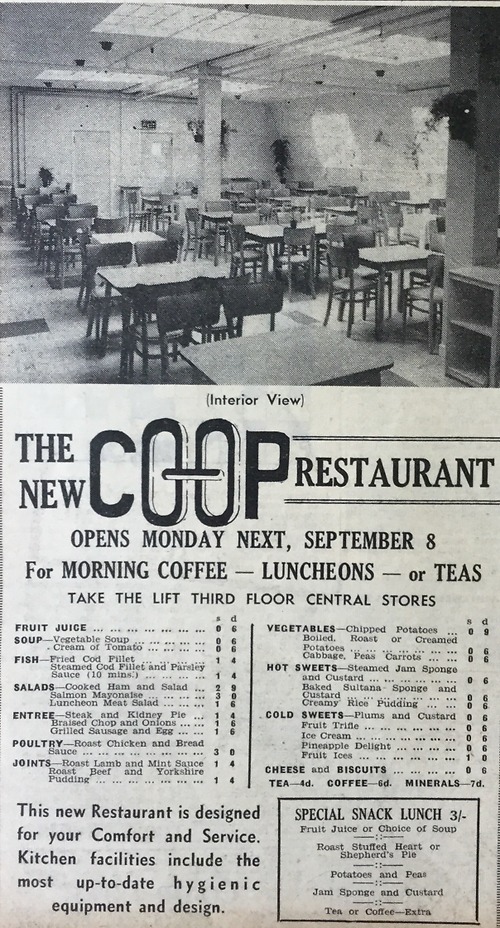 (Interior View)
THE NEW COOP RESTAURANT
OPENS MONDAY NEXT, SEPTEMBER 8
For MORNING COFFEE — LUNCHEONS — or TEAS
TAKE THE LIFT THIRD FLOOR CENTRAL STORES
s d
FRUIT JUICE ... ... ... ... ... ... 0 6
SOUP—Vegetable Soup ... ... ... ... 0 6
Cream of Tomato ... ... ... 0 6
FISH—Fried Cod Fillet ... ... ... ... 1 4
Steamed Cod Fillet and Parsley
Sauce (10 mins.) ... ... ... ... 1 4
SALADS—Cooked Ham and Salad ... 2 9
Salmon Mayonnaise ... ... ... 3 0
Luncheon Meat Salad ... ... ... 1 6
ENTREE—Steak and Kidney Pie ... ... 1 4
Braised Chop and Onions ... ... 1 6
Grilled Sausage and Egg ... ... 1 6
POULTRY—Roast Chicken and Bread
Sauce ... ... ... ... ... ... 3 0
JOINTS—Roast Lamb and Mint Sauce 1 4
Roast Beef and Yorkshire
Pudding ... ... ... ... ... ... 1 4
s d
VEGETABLES—Chipped Potatoes ... 0 9
Boiled, Roast or Creamed
Potatoes ... ... ... ... ... ... 0 6
Cabbage, Peas Carrots ... ... 0 6
HOT SWEETS—Steamed Jam Sponge
and Custard ... ... ... ... ... 0 6
Baked Sultana Sponge and
Custard ... ... ... ... ... ... 0 6
Creamy Rice Pudding ... ... 0 6
COLD SWEETS—Plums and Custard 0 6
Fruit Trifle ... ... ... ... ... 0 6
Ice Cream ... ... ... ... ... ... 0 6
Pineapple Delight ... ... ... ... 0 6
Fruit Ices ... ... ... ... ... ... 1 0
CHEESE and BISCUITS ... ... ... ... 0 6
TEA—4d. COFFEE—6d. MINERALS—7d.
This new Restaurant is designed
for your Comfort and Service.
Kitchen facilities include the
most up-to-date hygienic
equipment and design.
SPECIAL SNACK LUNCH 3/-
Fruit Juice or Choice of Soup
—::—
Roast Stuffed Heart or
Shepherd's Pie
—::—
Potatoes and Peas
—::—
Jam Sponge and Custard
—::—
Tea or Coffee—Extra